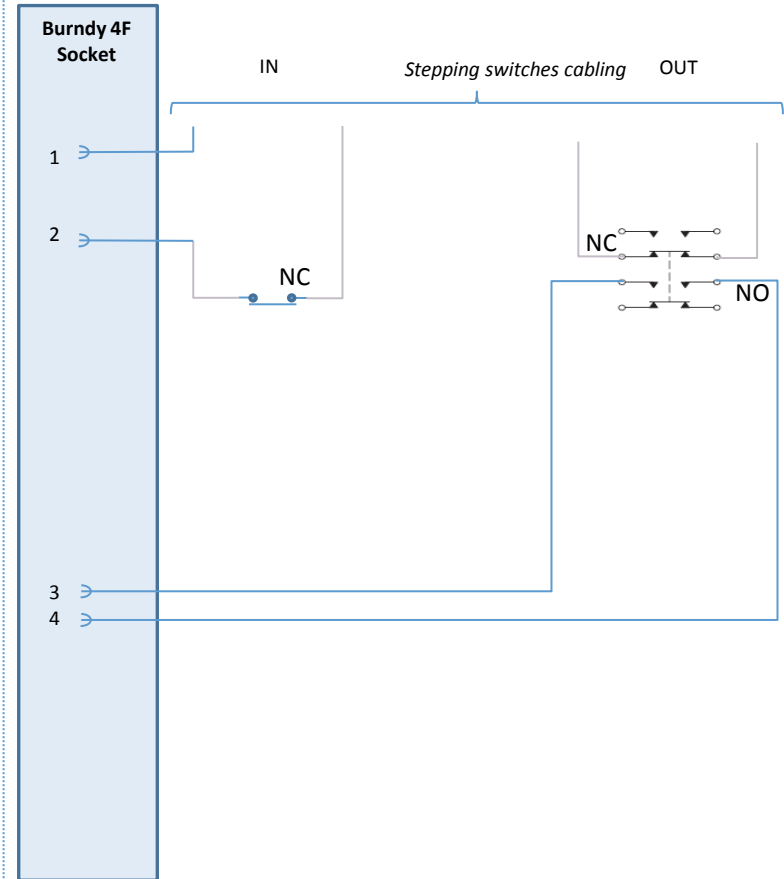 Burndy 4F
Socket
IN
Stepping switches cabling
OUT
1
2
NC
NC
NO
3
4